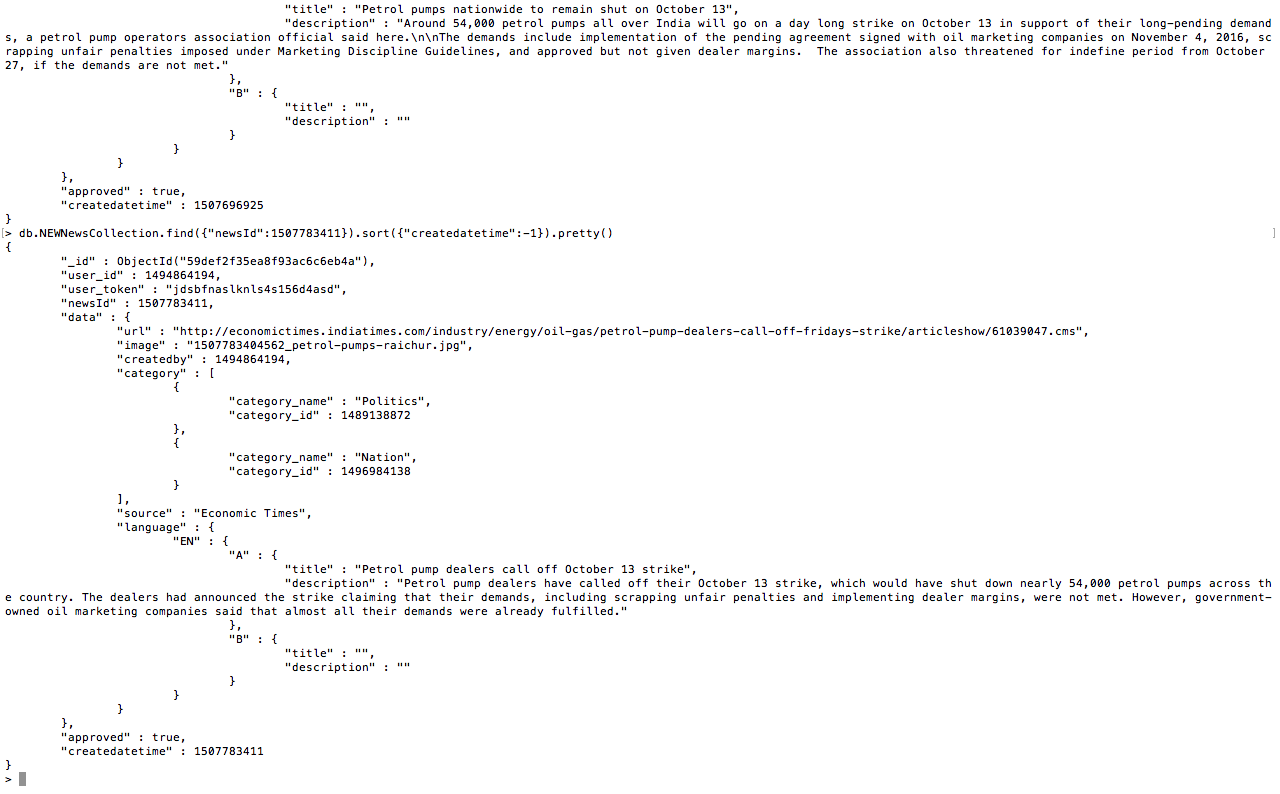 "title" : "Petrol pumps nationwide to remain shut on October 13",
"description" : "Around 54,000 petrol pumps all over India will go on a day long strike on October 13 in support of their long-pending demand
s, a petrol pump operators association official said here.\n\nThe demands include implementation of the pending agreement signed with oil marketing companies on November 4, 2016, sc
rapping unfair penalties imposed under Marketing Discipline Guidelines, and approved but not given dealer margins.  The association also threatened for indefine period from October
27, if the demands are not met."
},
"B" : {
"title" : "",
"description" : ""
}
}
}
},
"approved" : true,
"createdatetime" : 1507696925
}
[> db.NEWNewsCollection.find({"newsId":1507783411}).sort({"createdatetime":-1}).pretty() ]
{
"_id" : ObjectId("59def2f35ea8f93ac6c6eb4a"),
"user_id" : 1494864194,
"user_token" : "jdsbfnaslknls4s156d4asd",
"newsId" : 1507783411,
"data" : {
"url" : "http://economictimes.indiatimes.com/industry/energy/oil-gas/petrol-pump-dealers-call-off-fridays-strike/articleshow/61039047.cms",
"image" : "1507783404562_petrol-pumps-raichur.jpg",
"createdby" : 1494864194,
"category" : [
{
"category_name" : "Politics",
"category_id" : 1489138872
},
{
"category_name" : "Nation",
"category_id" : 1496984138
}
],
"source" : "Economic Times",
"language" : {
"EN" : {
"A" : {
"title" : "Petrol pump dealers call off October 13 strike",
"description" : "Petrol pump dealers have called off their October 13 strike, which would have shut down nearly 54,000 petrol pumps across th
e country. The dealers had announced the strike claiming that their demands, including scrapping unfair penalties and implementing dealer margins, were not met. However, government-
owned oil marketing companies said that almost all their demands were already fulfilled."
},
"B" : {
"title" : "",
"description" : ""
}
}
}
},
"approved" : true,
"createdatetime" : 1507783411
}
>